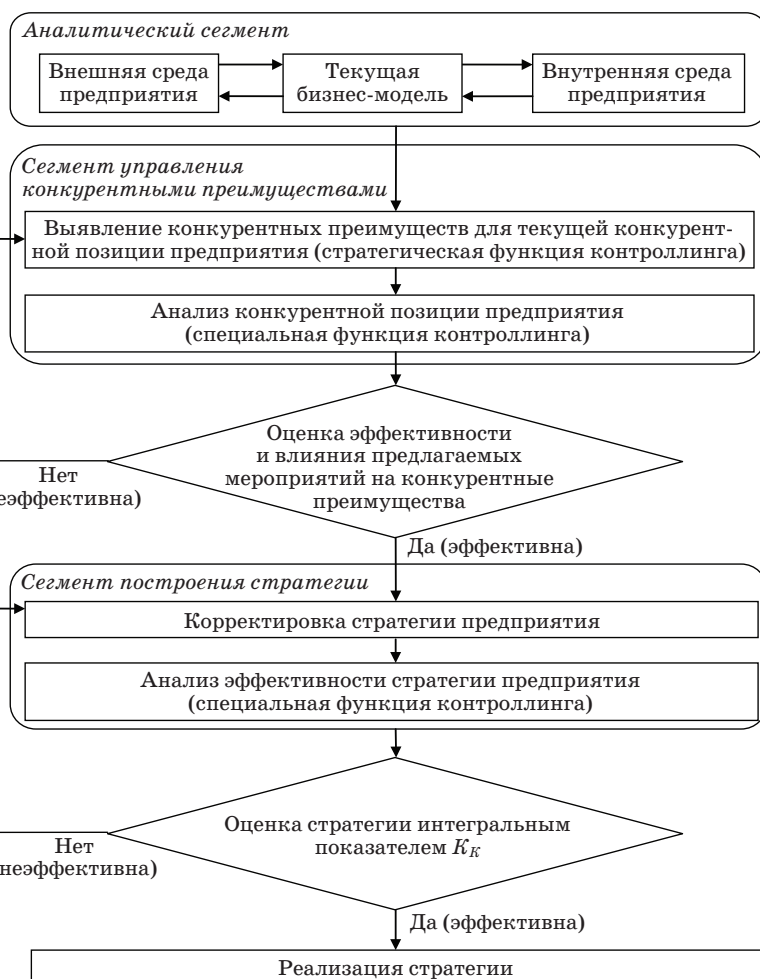 Аналитический сегмент
Внешняя среда
предприятия
Текущая
бизнес-модель
Внутренняя среда
предприятия
Сегмент управления
конкурентными преимуществами
Выявление конкурентных преимуществ для текущей конкурент-
ной позиции предприятия (стратегическая функция контроллинга)
Анализ конкурентной позиции предприятия
(специальная функция контроллинга)
Оценка эффективности
и влияния предлагаемых
мероприятий на конкурентные
преимущества
Нет
еэффективна)
Да (эффективна)
Сегмент построения стратегии
Корректировка стратегии предприятия
Анализ эффективности стратегии предприятия
(специальная функция контроллинга)
Оценка стратегии интегральным
показателем K_K
Нет
неэффективна)
Да (эффективна)
Реализация стратегии